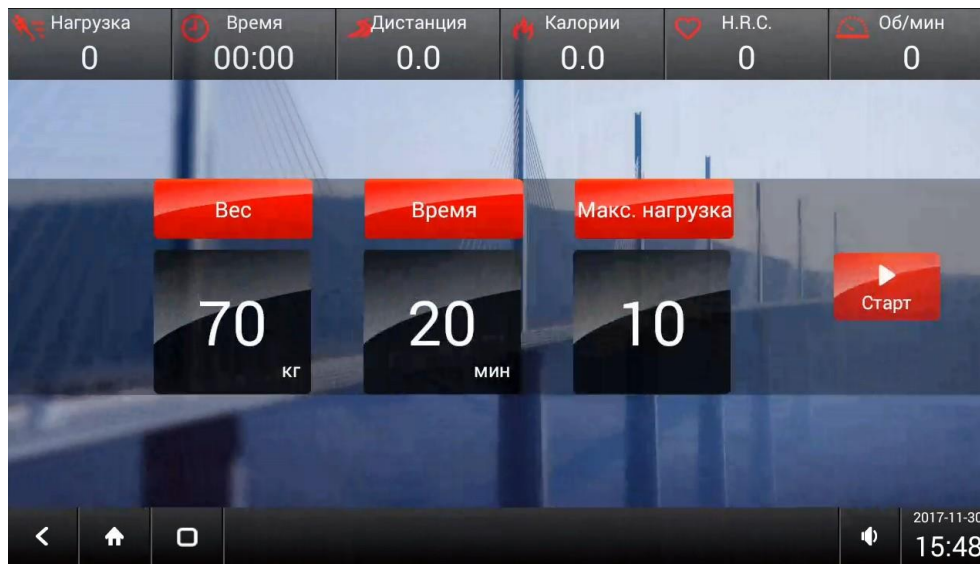 Нагрузка
0
Время
00:00
Дистанция
0.0
Калории
0.0
H.R.C.
0
Об/мин
0
Вес
70
кг
Время
20
мин
Макс. нагрузка
10
Старт
2017-11-30
15:48